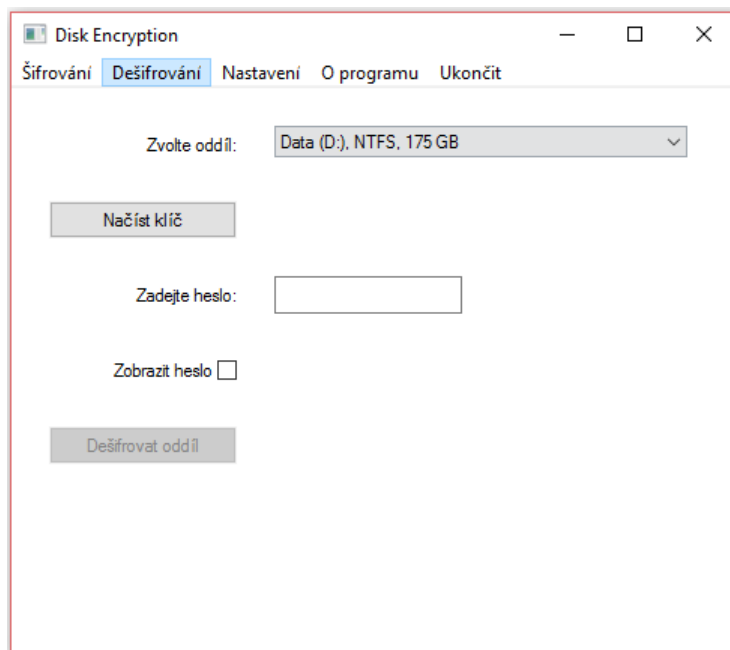 Disk Encryption
Šifrování Dešifrování Nastavení O programu Ukončit
Zvolte oddíl: Data (D:), NTFS, 175 GB
Načíst klíč
Zadejte heslo:
Zobrazit heslo
Dešifrovat oddíl